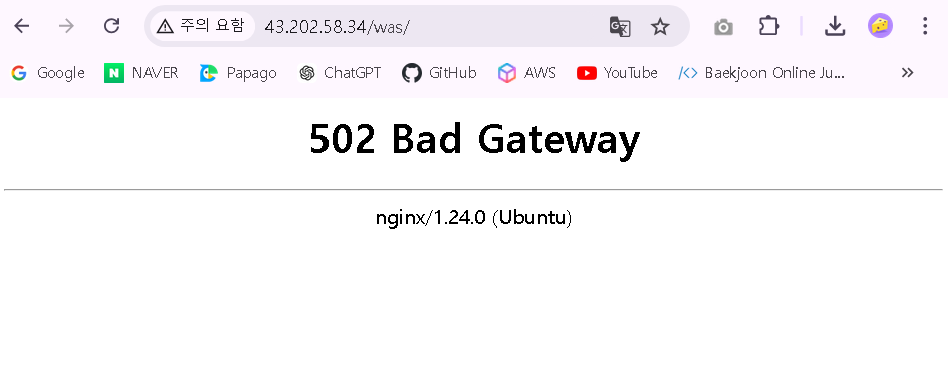 주의 요함 43.202.58.34/was/
Google NAVER Papago ChatGPT GitHub AWS YouTube Baekjoon Online Ju...
502 Bad Gateway
nginx/1.24.0 (Ubuntu)